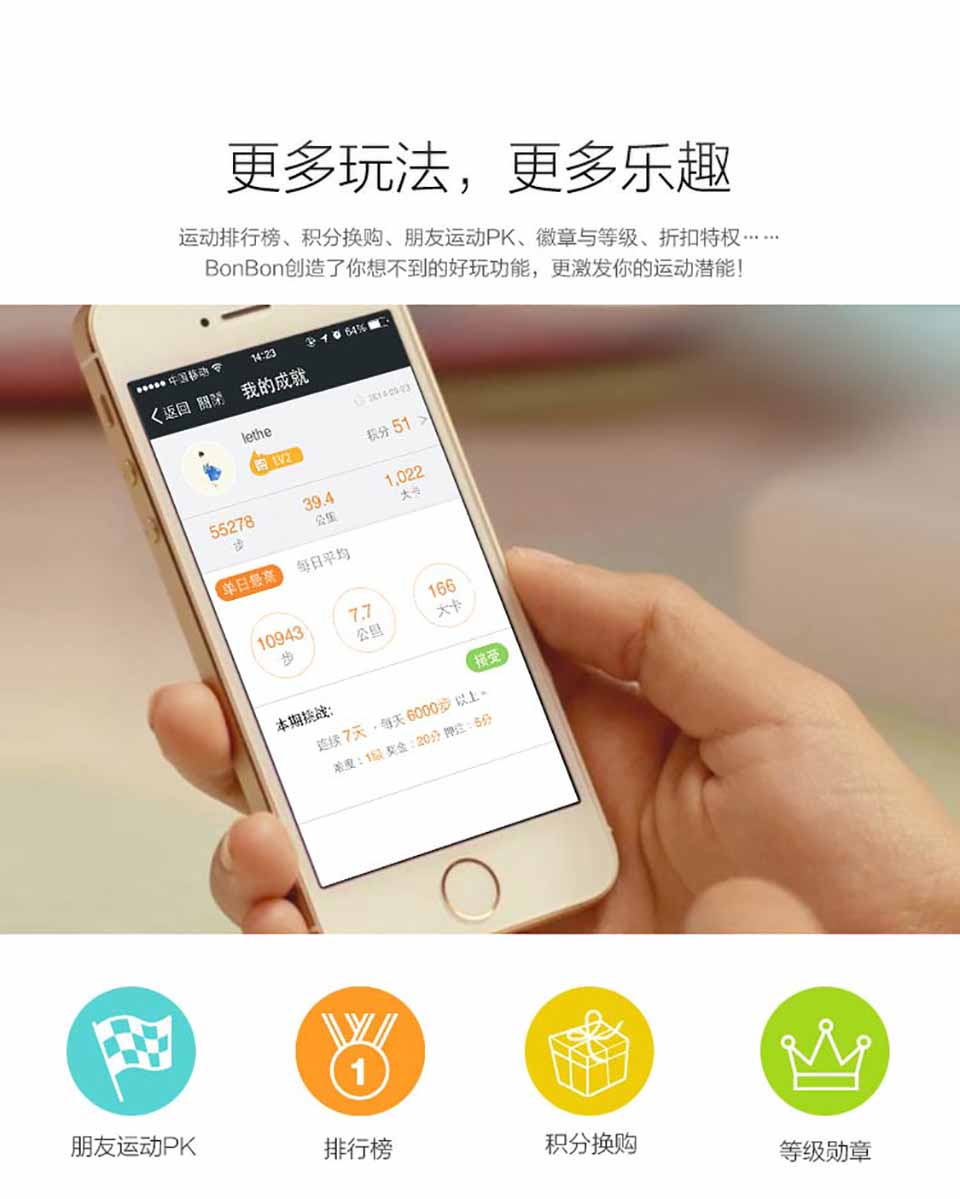 更多玩法，更多乐趣
运动排行榜、积分换购、朋友运动PK、徽章与等级、折扣特权……
BonBon创造了你想不到的好玩功能，更激发你的运动潜能！
中国移动 14:23 64%
返回 關閉 我的成就
lethe
LV2
积分 51
55278 39.4 1,022
步 公里 大卡
单日最高 每日平均
10943 7.7 166
步 公里 大卡
接受
本期挑战:
连续7天，每天6000步以上。
难度：1级 奖金：20分 押注：5分
1
朋友运动PK 排行榜 积分换购 等级勋章